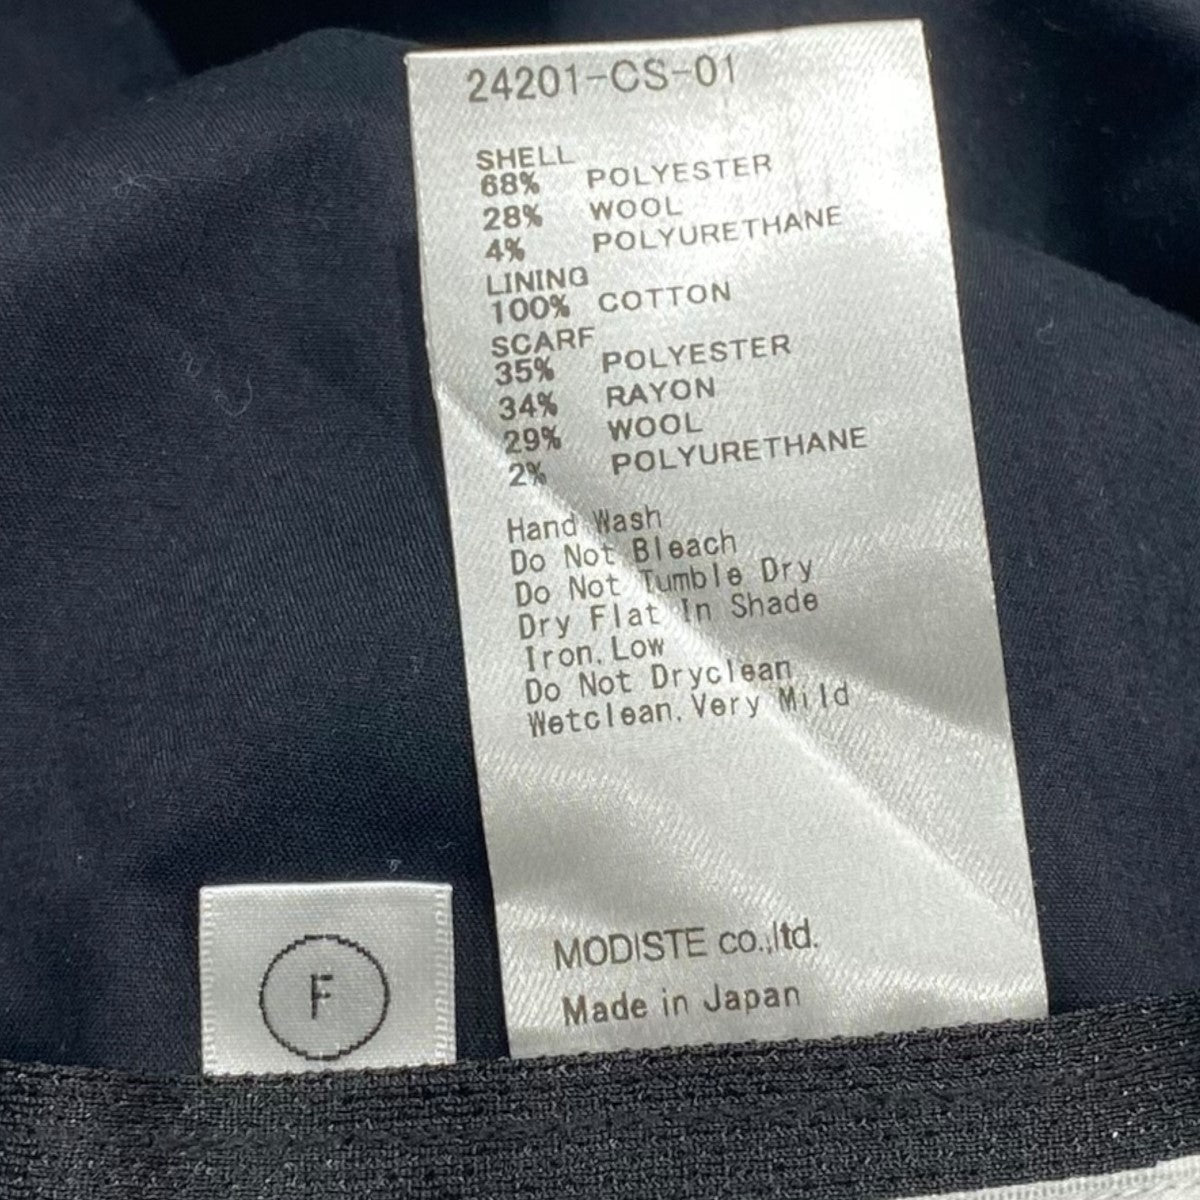 24201-CS-01
SHELL
68% POLYESTER
28% WOOL
4% POLYURETHANE
LINING
100% COTTON
SCARF
35% POLYESTER
34% RAYON
29% WOOL
2% POLYURETHANE
Hand Wash
Do Not Bleach
Do Not Tumble Dry
Dry Flat In Shade
Iron,Low
Do Not Dryclean
Wetclean,Very Mild
MODISTE co.,ltd.
Made in Japan
F